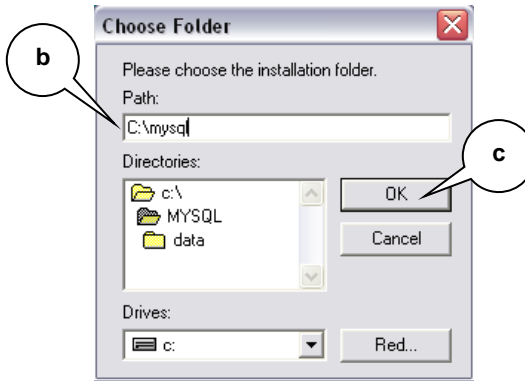 Choose Folder
b
Please choose the installation folder.
Path:
C:\mysql
c
Directories:
c:\
OK
MYSQL
data
Cancel
Drives:
c:
Red...